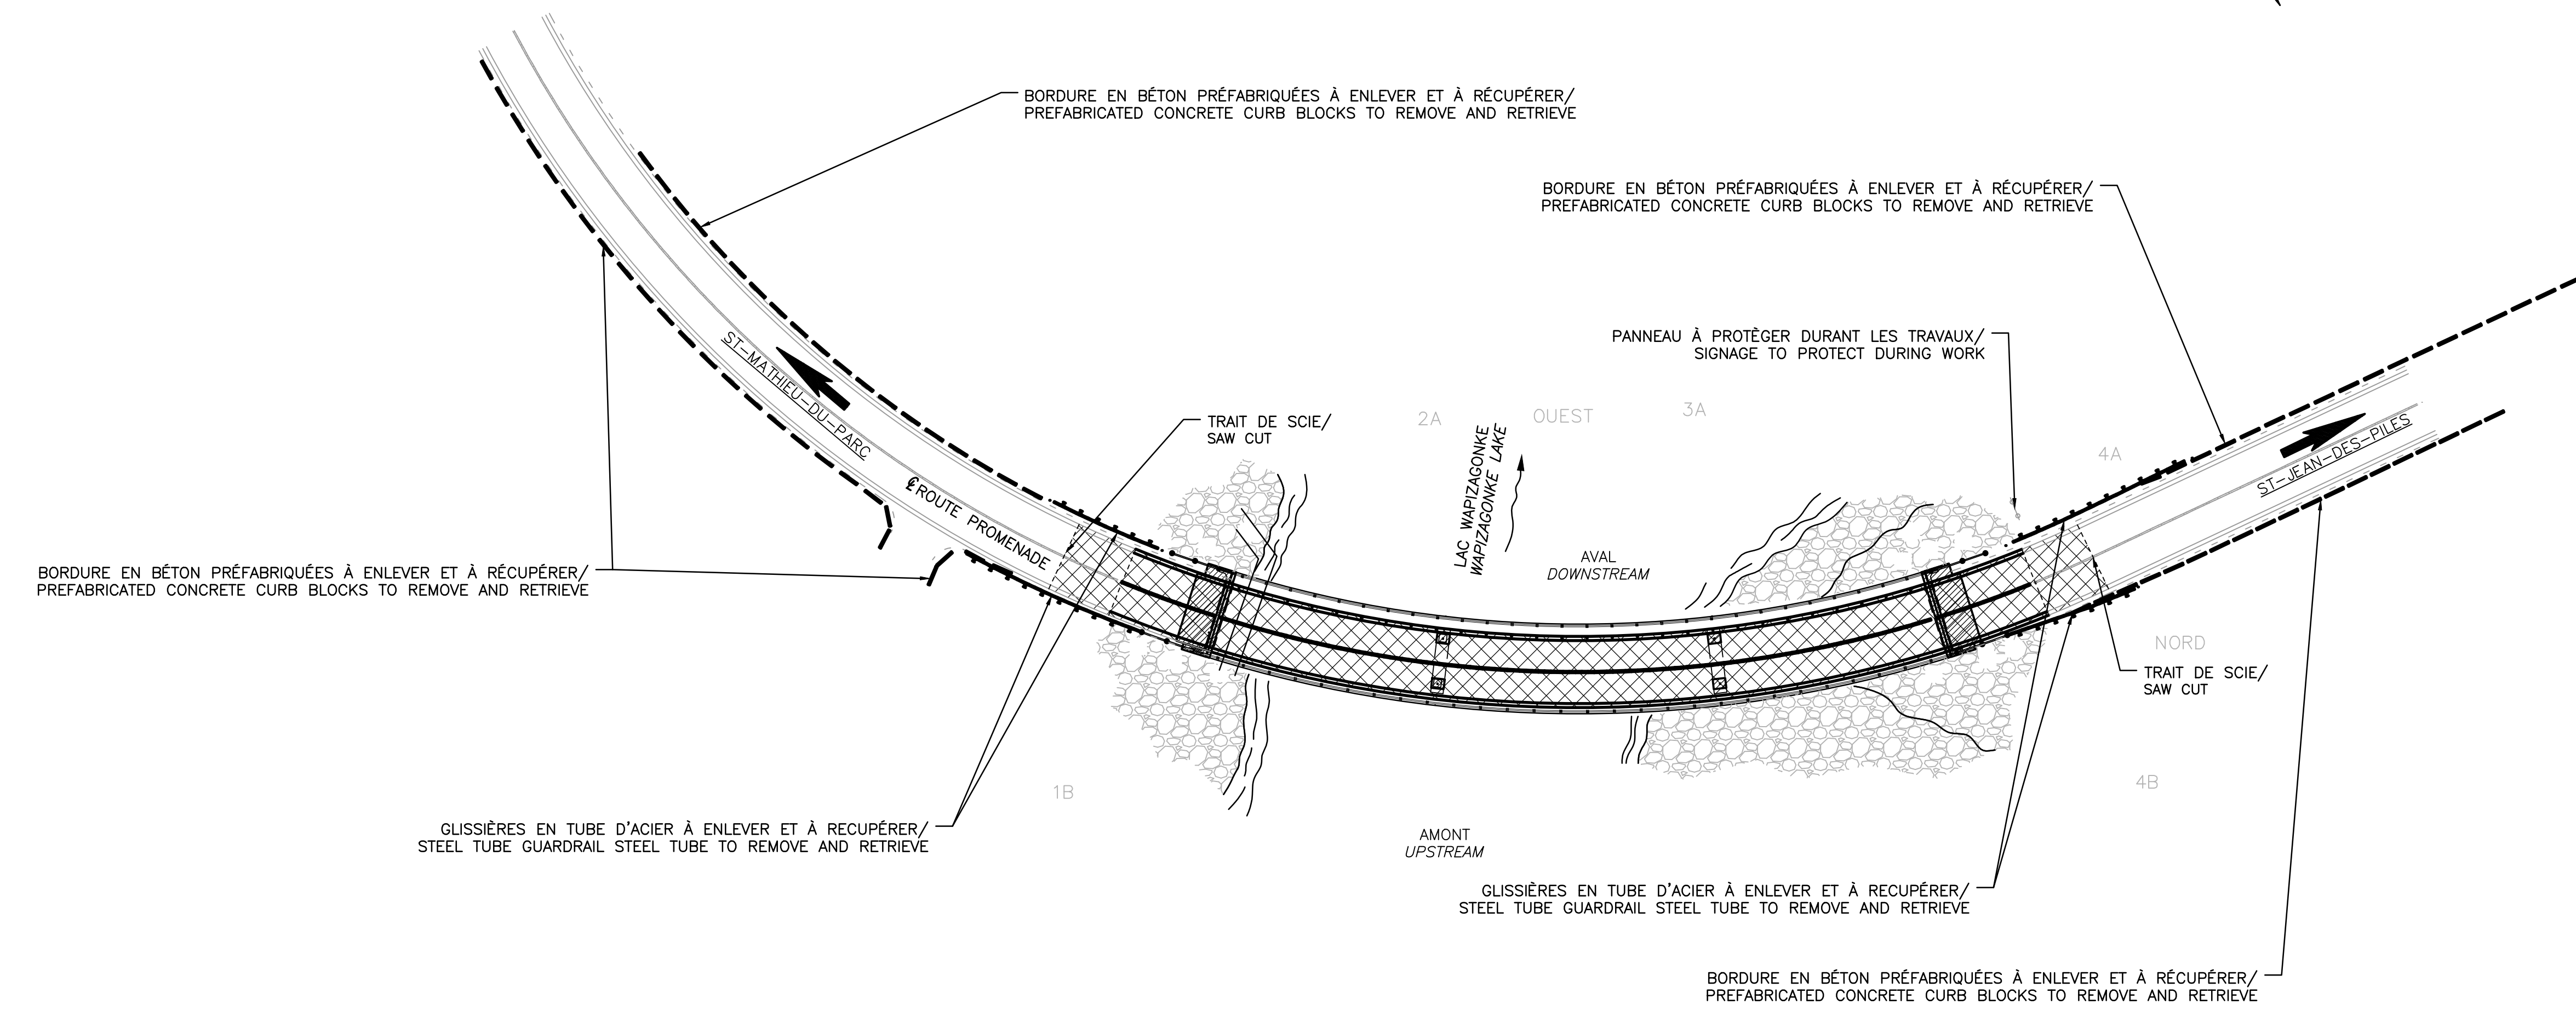 BORDURE EN BÉTON PRÉFABRIQUÉES À ENLEVER ET À RÉCUPÉRER/
PREFABRICATED CONCRETE CURB BLOCKS TO REMOVE AND RETRIEVE
BORDURE EN BÉTON PRÉFABRIQUÉES À ENLEVER ET À RÉCUPÉRER/
PREFABRICATED CONCRETE CURB BLOCKS TO REMOVE AND RETRIEVE
PANNEAU À PROTÈGER DURANT LES TRAVAUX/
SIGNAGE TO PROTECT DURING WORK
ST-MATHIEU-DU-PARC
TRAIT DE SCIE/
SAW CUT
2A
OUEST
3A
4A
ST-JEAN-DES-PILES
LAC WAPIZAGONKE
WAPIZAGONKE LAKE
℄ ROUTE PROMENADE
AVAL
DOWNSTREAM
BORDURE EN BÉTON PRÉFABRIQUÉES À ENLEVER ET À RÉCUPÉRER/
PREFABRICATED CONCRETE CURB BLOCKS TO REMOVE AND RETRIEVE
NORD
TRAIT DE SCIE/
SAW CUT
1B
4B
GLISSIÈRES EN TUBE D'ACIER À ENLEVER ET À RECUPÉRER/
STEEL TUBE GUARDRAIL STEEL TUBE TO REMOVE AND RETRIEVE
AMONT
UPSTREAM
GLISSIÈRES EN TUBE D'ACIER À ENLEVER ET À RECUPÉRER/
STEEL TUBE GUARDRAIL STEEL TUBE TO REMOVE AND RETRIEVE
BORDURE EN BÉTON PRÉFABRIQUÉES À ENLEVER ET À RÉCUPÉRER/
PREFABRICATED CONCRETE CURB BLOCKS TO REMOVE AND RETRIEVE